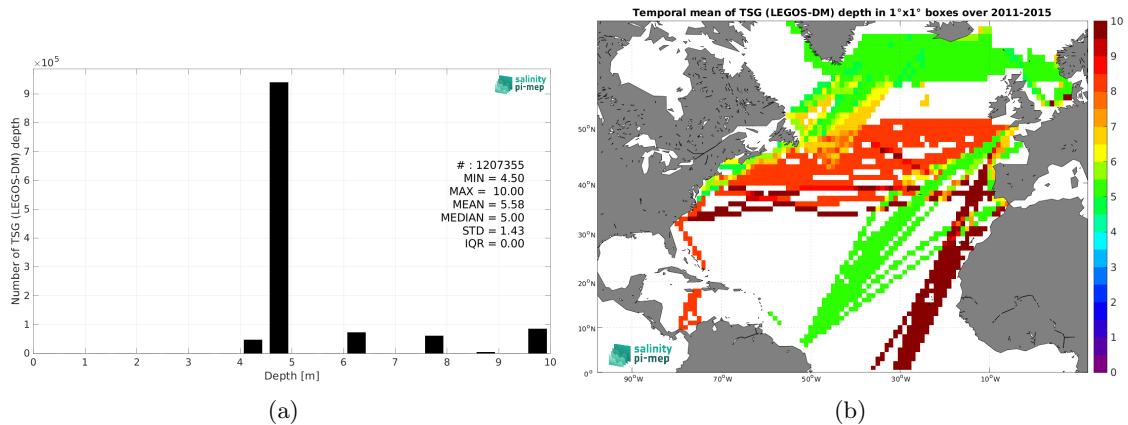 ×10⁵
9
8
7
6
5
4
3
2
1
0
Number of TSG (LEGOS-DM) depth
salinity
pi-mep
# : 1207355
MIN = 4.50
MAX = 10.00
MEAN = 5.58
MEDIAN = 5.00
STD = 1.43
IQR = 0.00
0 1 2 3 4 5 6 7 8 9 10
Depth [m]
(a)
Temporal mean of TSG (LEGOS-DM) depth in 1°x1° boxes over 2011-2015
50°N
40°N
30°N
20°N
10°N
0°
90°W 70°W 50°W 30°W 10°W
salinity
pi-mep
10
9
8
7
6
5
4
3
2
1
0
(b)